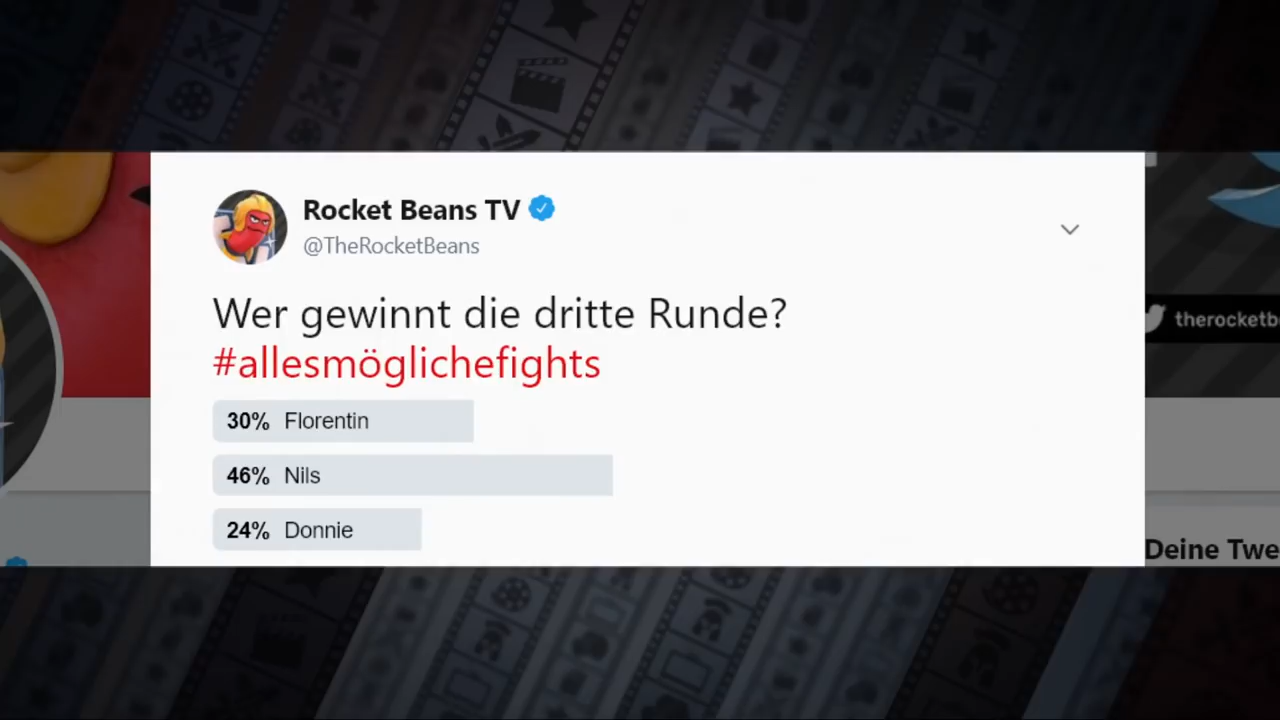 Rocket Beans TV
@TheRocketBeans
Wer gewinnt die dritte Runde?
#allesmöglichefights
30% Florentin
46% Nils
24% Donnie
therocketb
Deine Twe